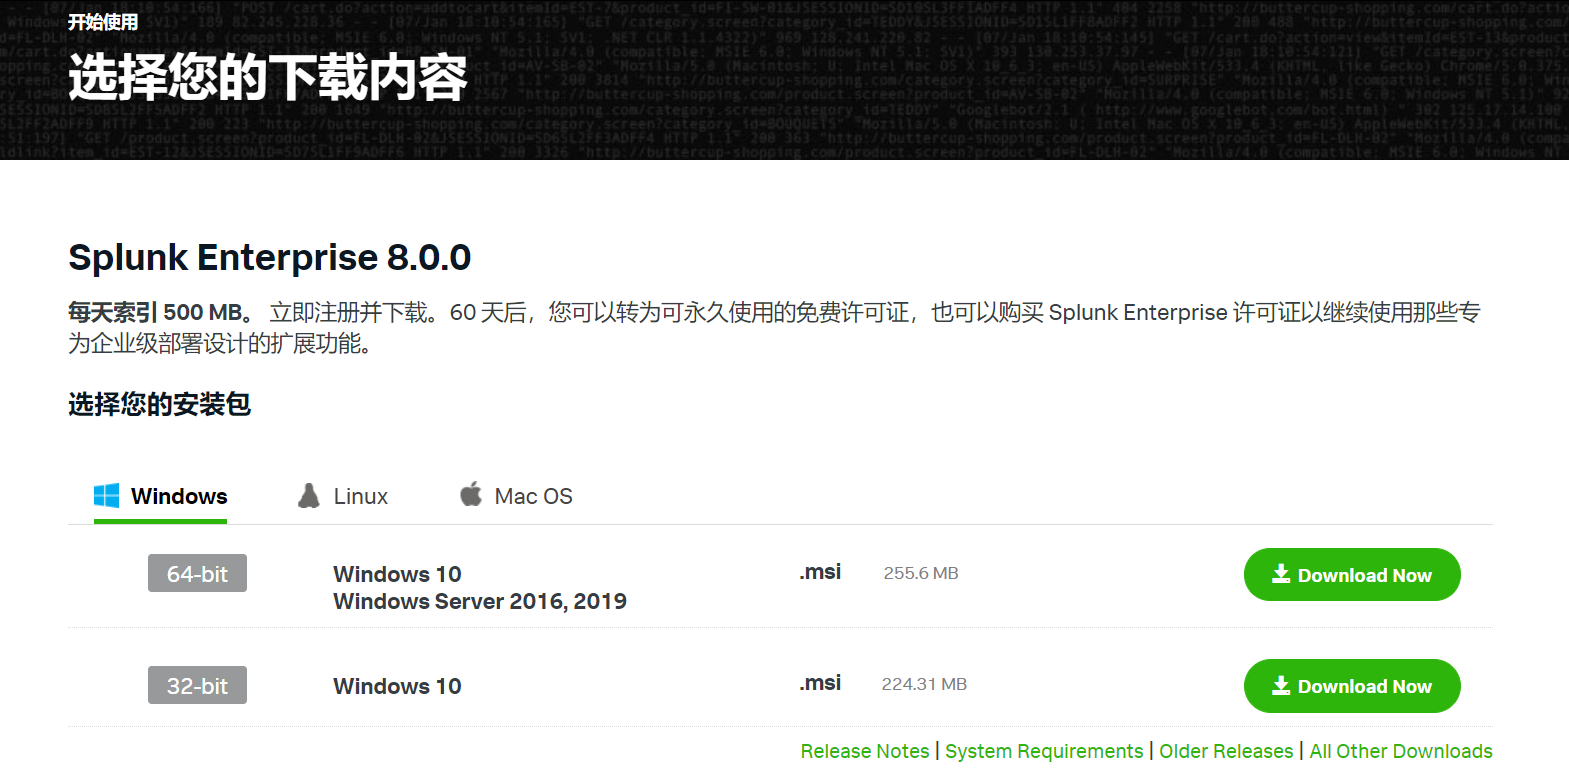 开始使用
选择您的下载内容
Splunk Enterprise 8.0.0
每天索引 500 MB。 立即注册并下载。60 天后，您可以转为可永久使用的免费许可证，也可以购买 Splunk Enterprise 许可证以继续使用那些专
为企业级部署设计的扩展功能。
选择您的安装包
Windows Linux Mac OS
64-bit Windows 10 .msi 255.6 MB Download Now
Windows Server 2016, 2019
32-bit Windows 10 .msi 224.31 MB Download Now
Release Notes | System Requirements | Older Releases | All Other Downloads